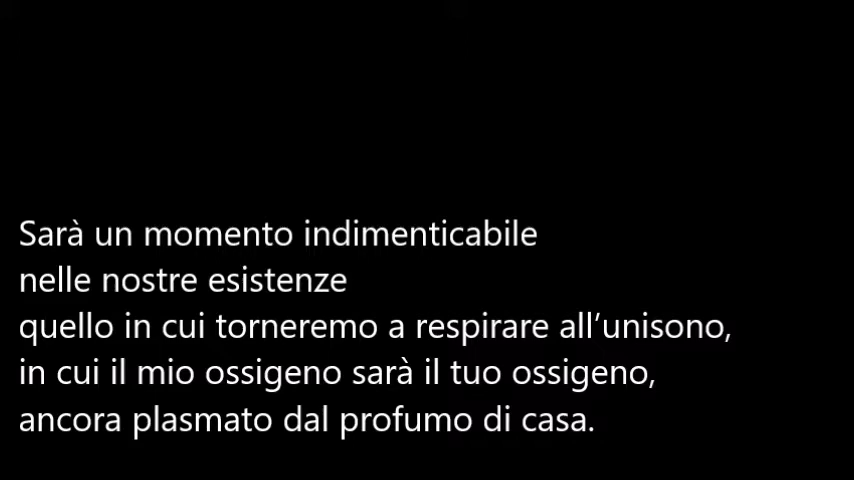 Sarà un momento indimenticabile
nelle nostre esistenze
quello in cui torneremo a respirare all’unisono,
in cui il mio ossigeno sarà il tuo ossigeno,
ancora plasmato dal profumo di casa.